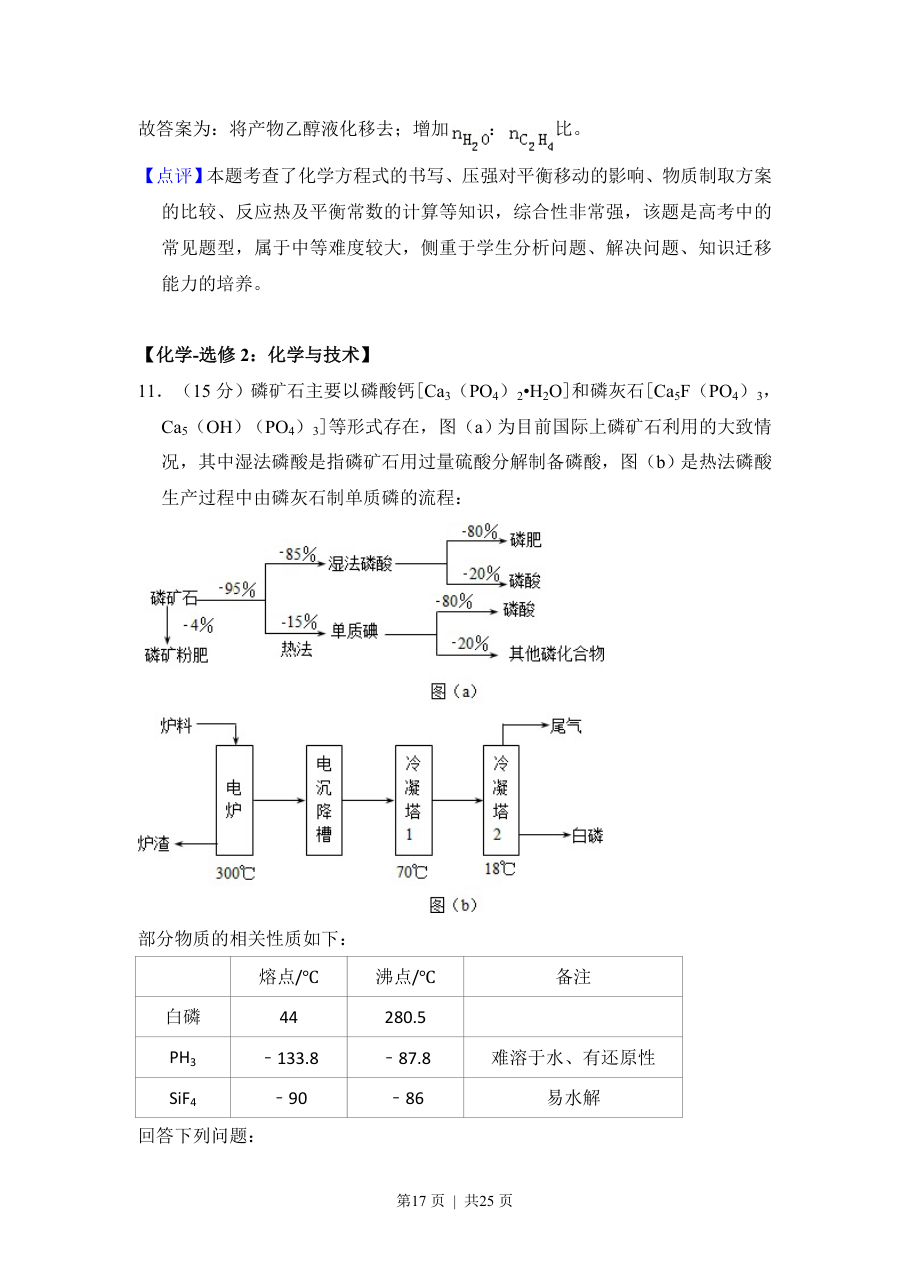 故答案为：将产物乙醇液化移去；增加nH2O：nC2H4比。
【点评】本题考查了化学方程式的书写、压强对平衡移动的影响、物质制取方案
的比较、反应热及平衡常数的计算等知识，综合性非常强，该题是高考中的
常见题型，属于中等难度较大，侧重于学生分析问题、解决问题、知识迁移
能力的培养。
【化学-选修 2：化学与技术】
11．（15 分）磷矿石主要以磷酸钙[Ca3（PO4）2•H2O]和磷灰石[Ca5F（PO4）3，
Ca5（OH）（PO4）3]等形式存在，图（a）为目前国际上磷矿石利用的大致情
况，其中湿法磷酸是指磷矿石用过量硫酸分解制备磷酸，图（b）是热法磷酸
生产过程中由磷灰石制单质磷的流程：
磷矿石
-95%
-4%
磷矿粉肥
-85%
湿法磷酸
-80%
磷肥
-20%
磷酸
-15%
热法
单质碘
-80%
磷酸
-20%
其他磷化合物
图（a）
炉料
电炉
炉渣
300℃
电沉降槽
冷凝塔1
70℃
冷凝塔2
18℃
尾气
白磷
图（b）
部分物质的相关性质如下：
熔点/℃ 沸点/℃ 备注
白磷 44 280.5
PH3 ﹣133.8 ﹣87.8 难溶于水、有还原性
SiF4 ﹣90 ﹣86 易水解
回答下列问题：
第17 页 | 共25 页